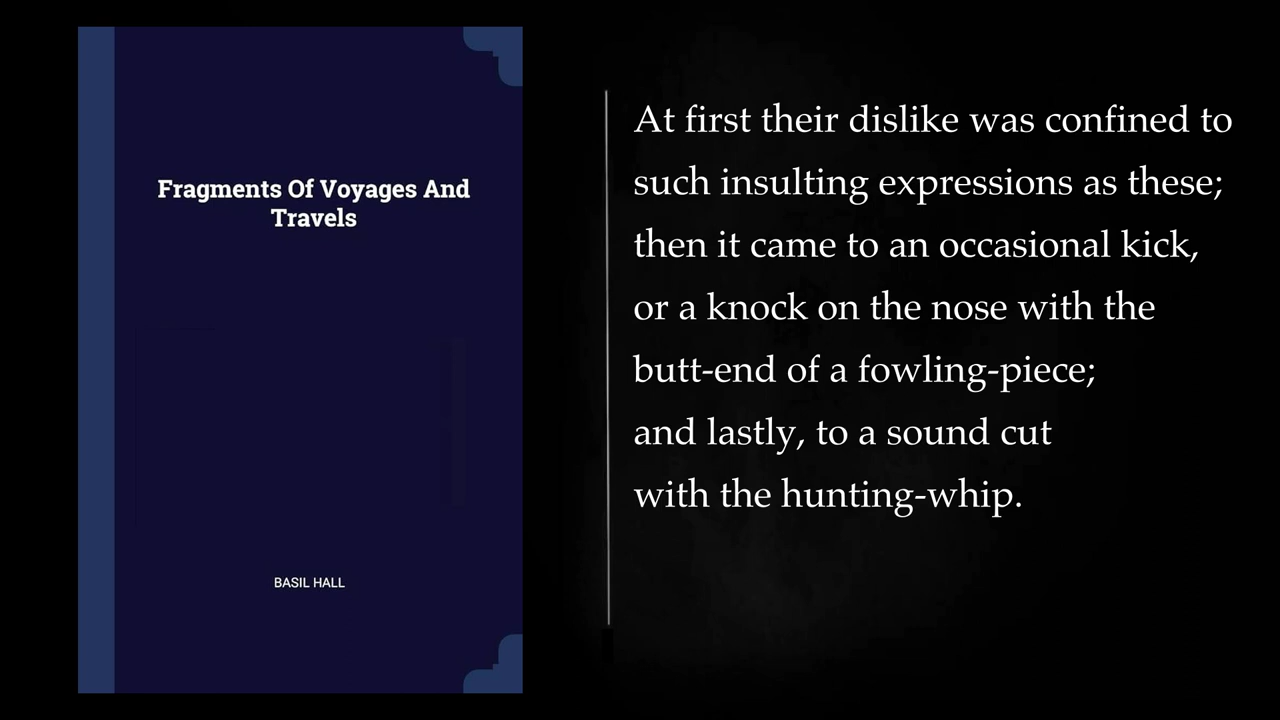 Fragments Of Voyages And
Travels
BASIL HALL
At first their dislike was confined to
such insulting expressions as these;
then it came to an occasional kick,
or a knock on the nose with the
butt-end of a fowling-piece;
and lastly, to a sound cut
with the hunting-whip.